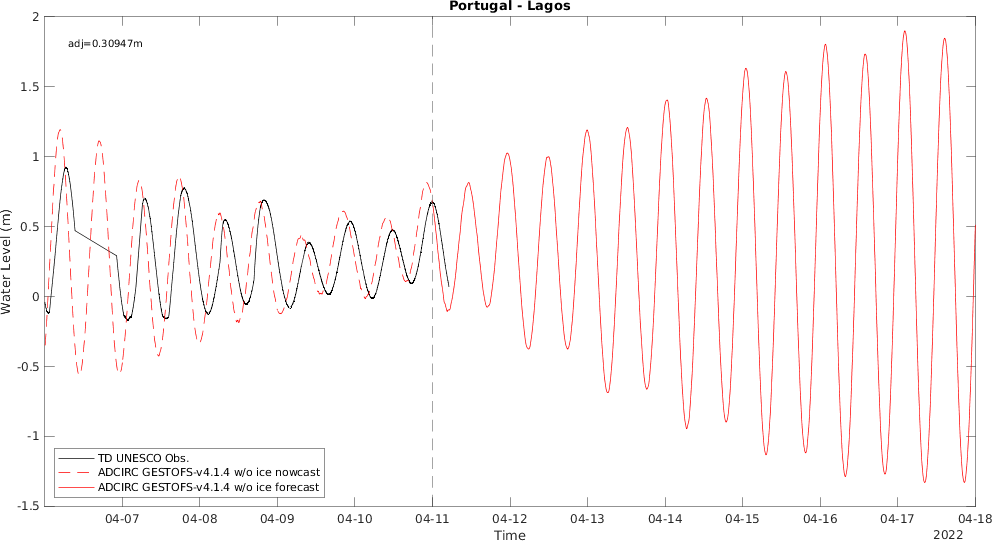 Portugal - Lagos
adj=0.30947m
Water Level (m)
2
1.5
1
0.5
0
-0.5
-1
-1.5
TD UNESCO Obs.
ADCIRC GESTOFS-v4.1.4 w/o ice nowcast
ADCIRC GESTOFS-v4.1.4 w/o ice forecast
04-07 04-08 04-09 04-10 04-11 04-12 04-13 04-14 04-15 04-16 04-17 04-18
Time
2022